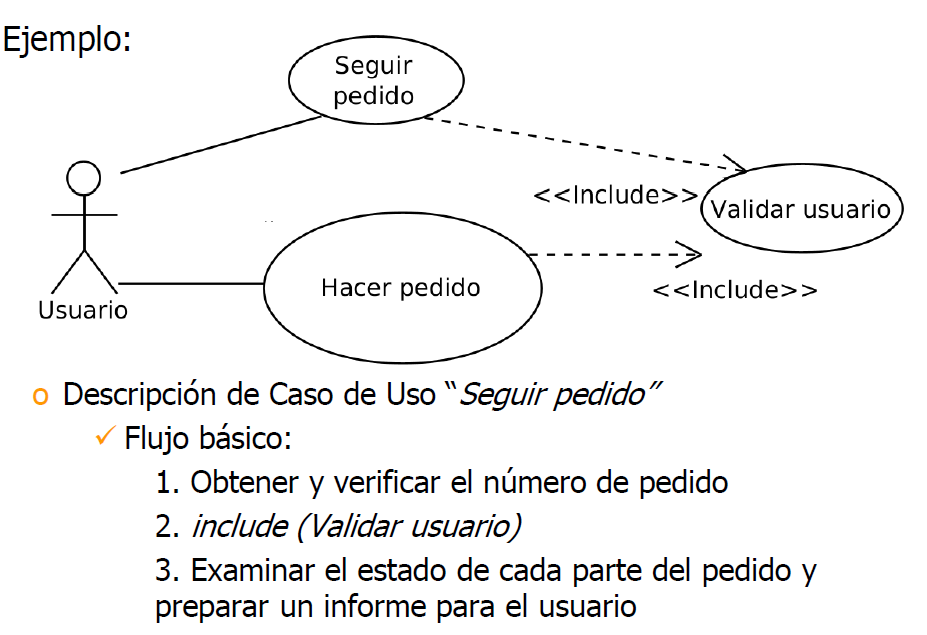 Ejemplo:
Seguir
pedido
<<Include>>
Validar usuario
Hacer pedido
<<Include>>
Usuario
o Descripción de Caso de Uso “Seguir pedido”
✓ Flujo básico:
1. Obtener y verificar el número de pedido
2. include (Validar usuario)
3. Examinar el estado de cada parte del pedido y
preparar un informe para el usuario